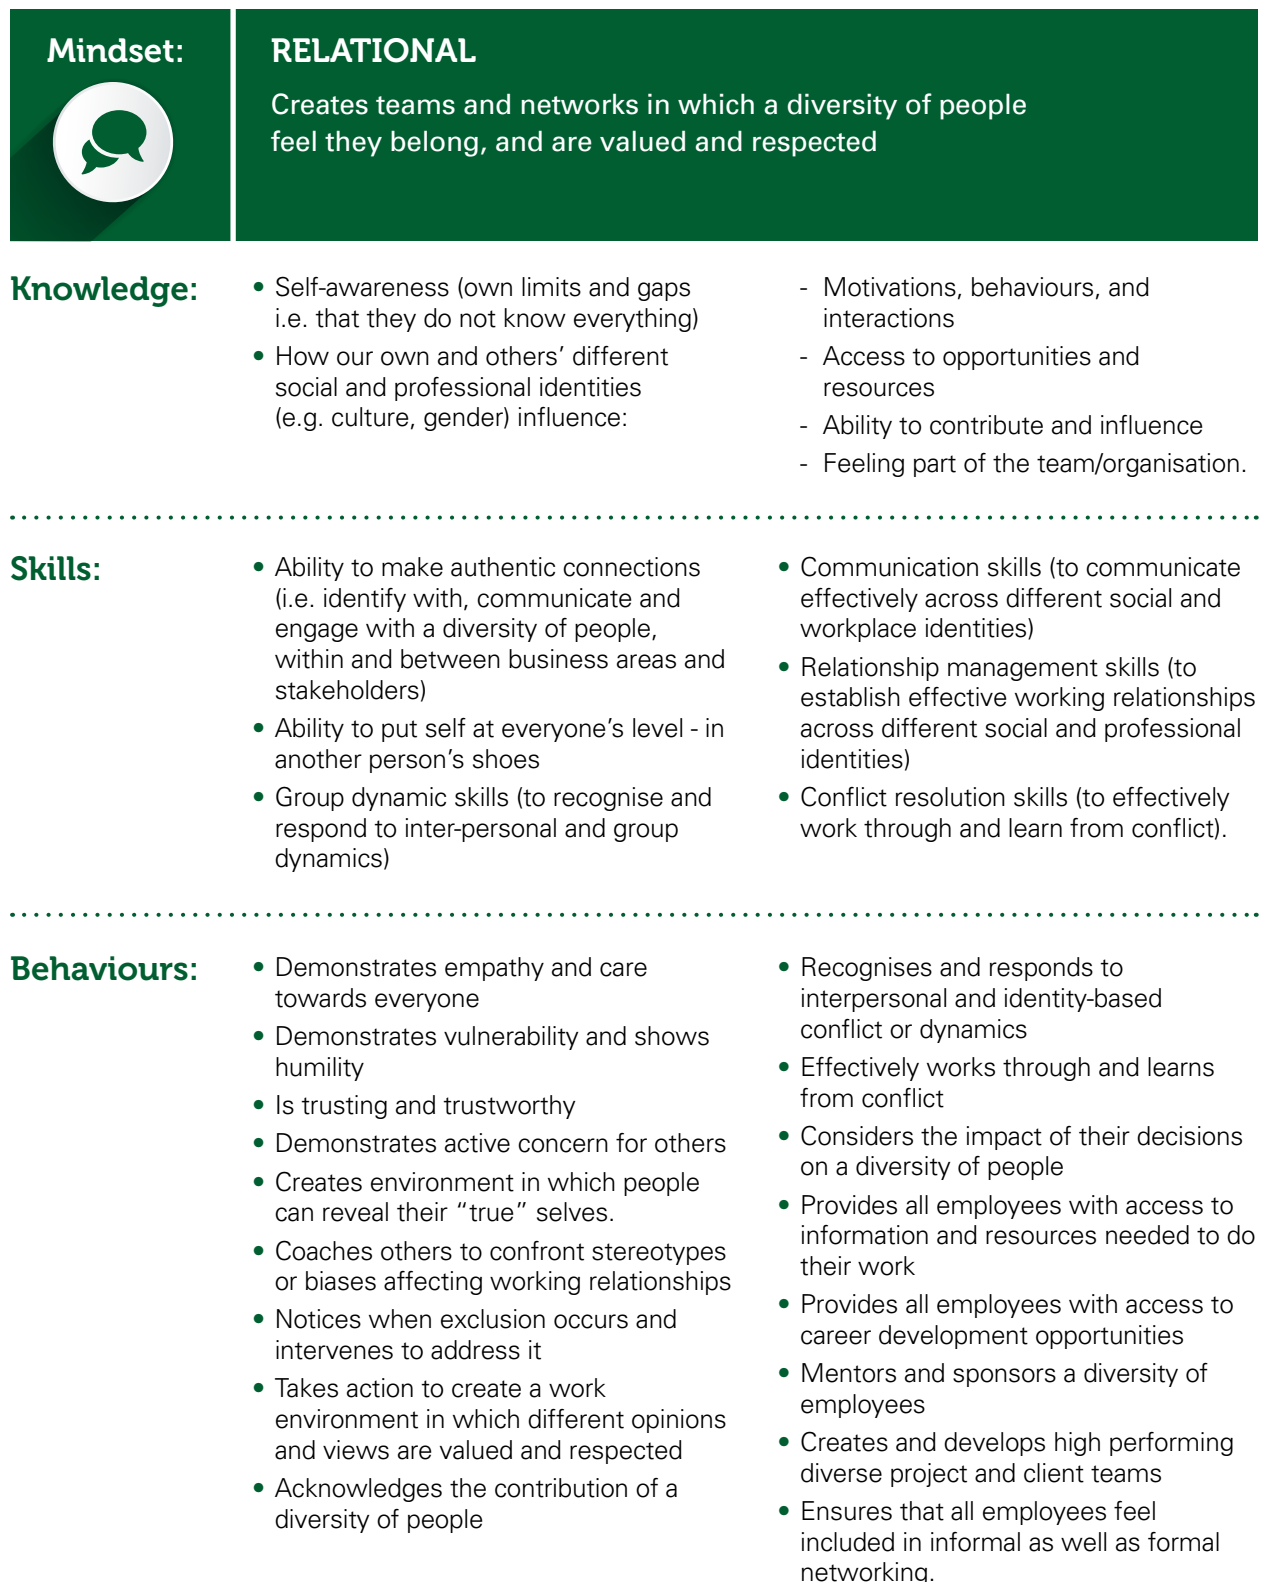 Mindset:
RELATIONAL
Creates teams and networks in which a diversity of people
feel they belong, and are valued and respected
Knowledge:
• Self-awareness (own limits and gaps
i.e. that they do not know everything)
• How our own and others’ different
social and professional identities
(e.g. culture, gender) influence:
- Motivations, behaviours, and
interactions
- Access to opportunities and
resources
- Ability to contribute and influence
- Feeling part of the team/organisation.
Skills:
• Ability to make authentic connections
(i.e. identify with, communicate and
engage with a diversity of people,
within and between business areas and
stakeholders)
• Ability to put self at everyone’s level - in
another person’s shoes
• Group dynamic skills (to recognise and
respond to inter-personal and group
dynamics)
• Communication skills (to communicate
effectively across different social and
workplace identities)
• Relationship management skills (to
establish effective working relationships
across different social and professional
identities)
• Conflict resolution skills (to effectively
work through and learn from conflict).
Behaviours:
• Demonstrates empathy and care
towards everyone
• Demonstrates vulnerability and shows
humility
• Is trusting and trustworthy
• Demonstrates active concern for others
• Creates environment in which people
can reveal their “true” selves.
• Coaches others to confront stereotypes
or biases affecting working relationships
• Notices when exclusion occurs and
intervenes to address it
• Takes action to create a work
environment in which different opinions
and views are valued and respected
• Acknowledges the contribution of a
diversity of people
• Recognises and responds to
interpersonal and identity-based
conflict or dynamics
• Effectively works through and learns
from conflict
• Considers the impact of their decisions
on a diversity of people
• Provides all employees with access to
information and resources needed to do
their work
• Provides all employees with access to
career development opportunities
• Mentors and sponsors a diversity of
employees
• Creates and develops high performing
diverse project and client teams
• Ensures that all employees feel
included in informal as well as formal
networking.